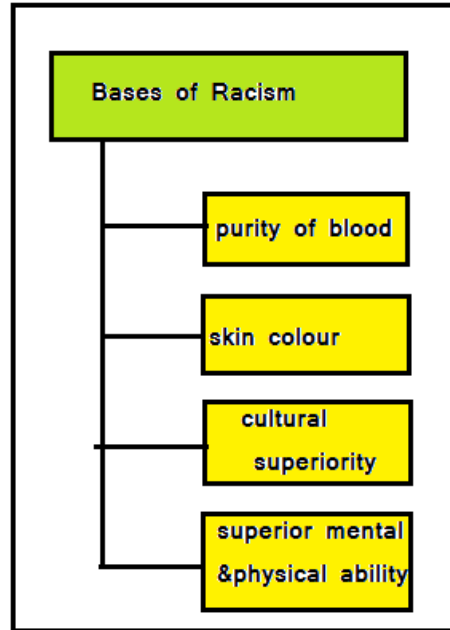 Bases of Racism
purity of blood
skin colour
cultural
superiority
superior mental
&physical ability